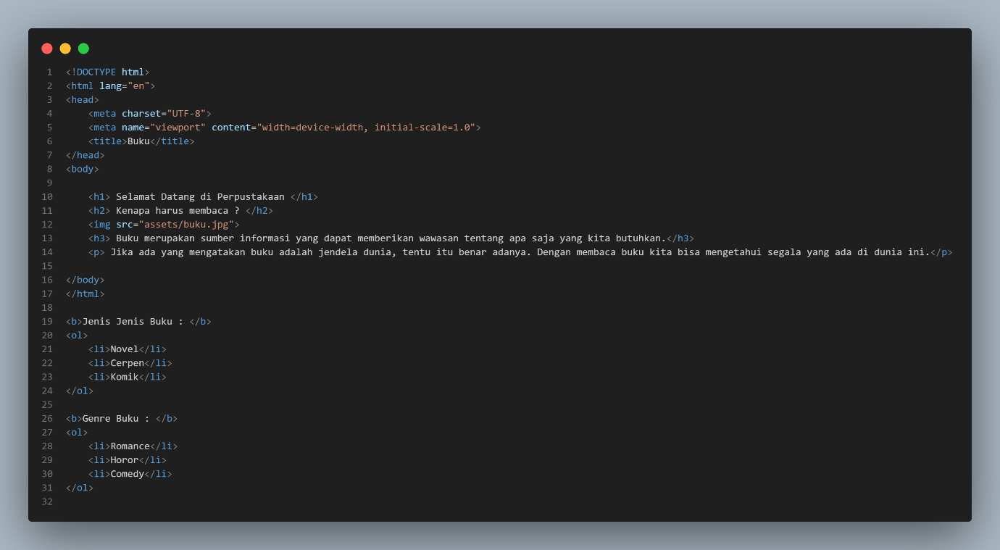 1 <!DOCTYPE html>
2 <html lang="en">
3 <head>
4     <meta charset="UTF-8">
5     <meta name="viewport" content="width=device-width, initial-scale=1.0">
6     <title>Buku</title>
7 </head>
8 <body>
9
10     <h1> Selamat Datang di Perpustakaan </h1>
11     <h2> Kenapa harus membaca ? </h2>
12     <img src="assets/buku.jpg">
13     <h3> Buku merupakan sumber informasi yang dapat memberikan wawasan tentang apa saja yang kita butuhkan.</h3>
14     <p> Jika ada yang mengatakan buku adalah jendela dunia, tentu itu benar adanya. Dengan membaca buku kita bisa mengetahui segala yang ada di dunia ini.</p>
15
16 </body>
17 </html>
18
19 <b>Jenis Jenis Buku : </b>
20 <ol>
21     <li>Novel</li>
22     <li>Cerpen</li>
23     <li>Komik</li>
24 </ol>
25
26 <b>Genre Buku : </b>
27 <ol>
28     <li>Romance</li>
29     <li>Horor</li>
30     <li>Comedy</li>
31 </ol>
32